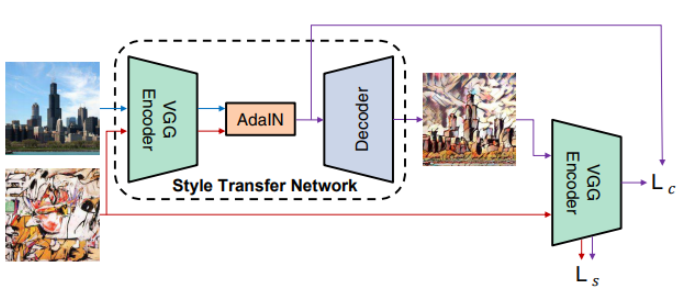 VGG
Encoder
AdaIN
Decoder
Style Transfer Network
VGG
Encoder
L c
L s